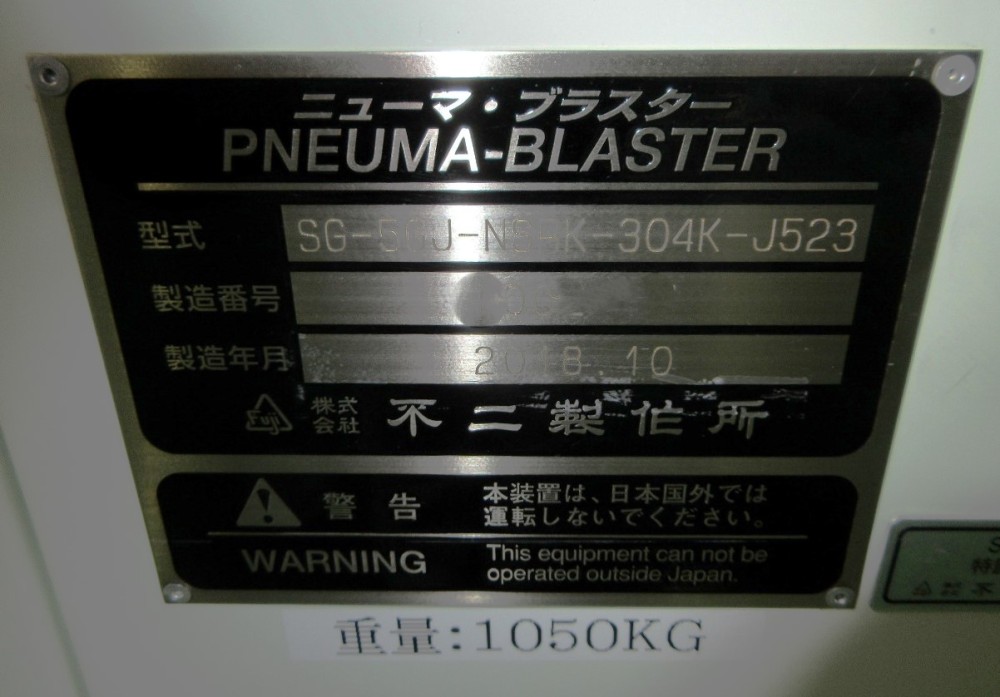 ニューマ・ブラスター
PNEUMA-BLASTER
型式
製造番号
製造年月 2018.10
Fuji 株式会社 不二製作所
警告 本装置は、日本国外では
運転しないでください。
WARNING This equipment can not be
operated outside Japan.
重量:1050KG